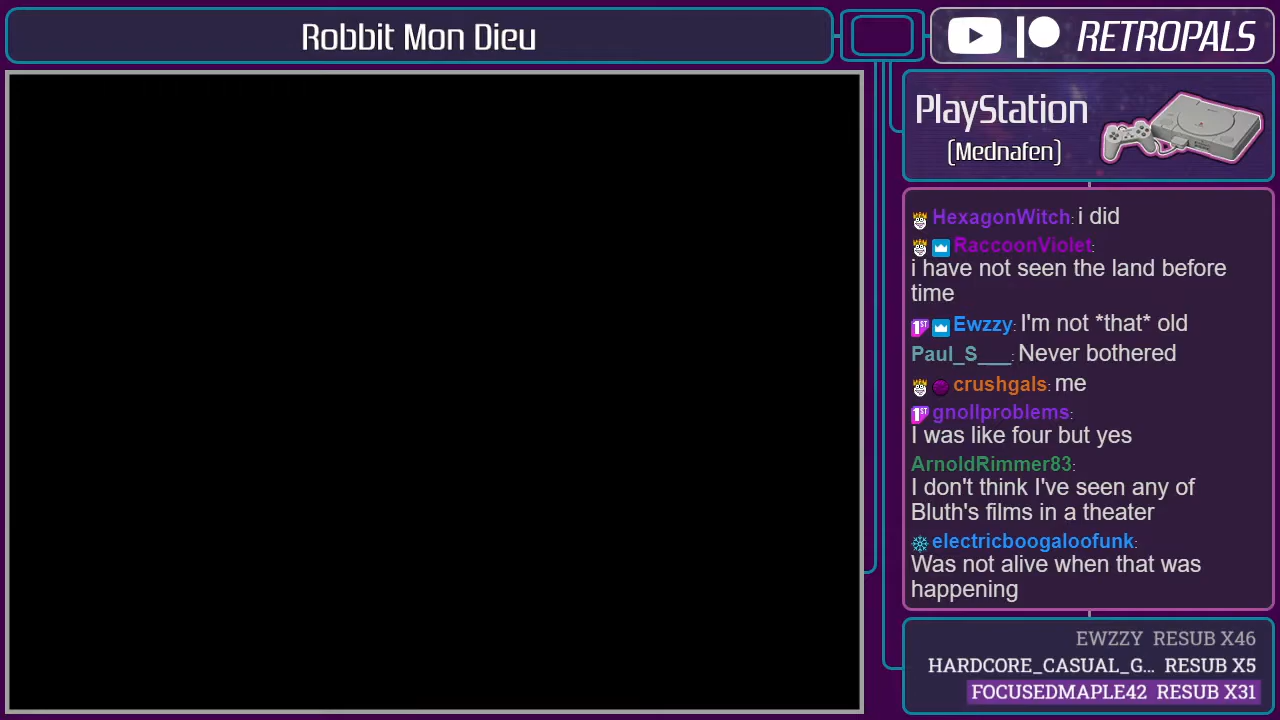 Robbit Mon Dieu
RETROPALS
PlayStation
(Mednafen)
HexagonWitch: i did
RaccoonViolet:
i have not seen the land before
time
1ST Ewzzy: I'm not *that* old
Paul_S___: Never bothered
crushgals: me
1ST gnollproblems:
I was like four but yes
ArnoldRimmer83:
I don't think I've seen any of
Bluth's films in a theater
electricboogaloofunk:
Was not alive when that was
happening
EWZZY RESUB X46
HARDCORE_CASUAL_G... RESUB X5
FOCUSEDMAPLE42 RESUB X31